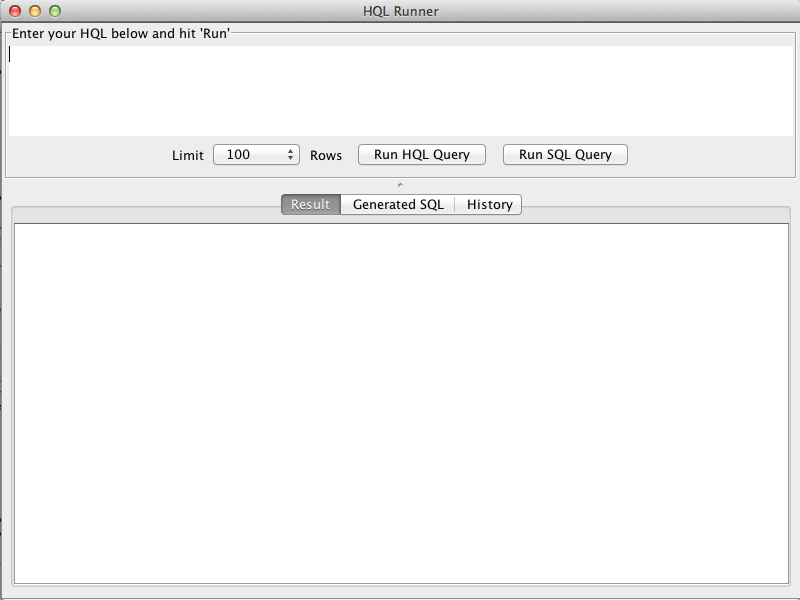 HQL Runner
Enter your HQL below and hit 'Run'
Limit 100 Rows Run HQL Query Run SQL Query
Result Generated SQL History